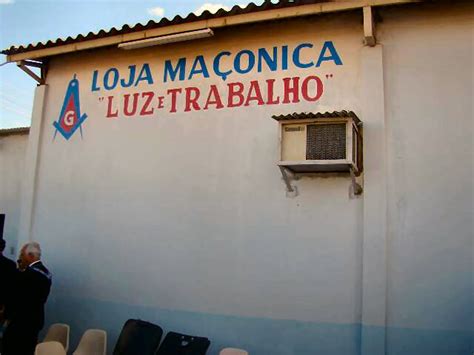 LOJA MAÇONICA
"LUZ E TRABALHO"
G